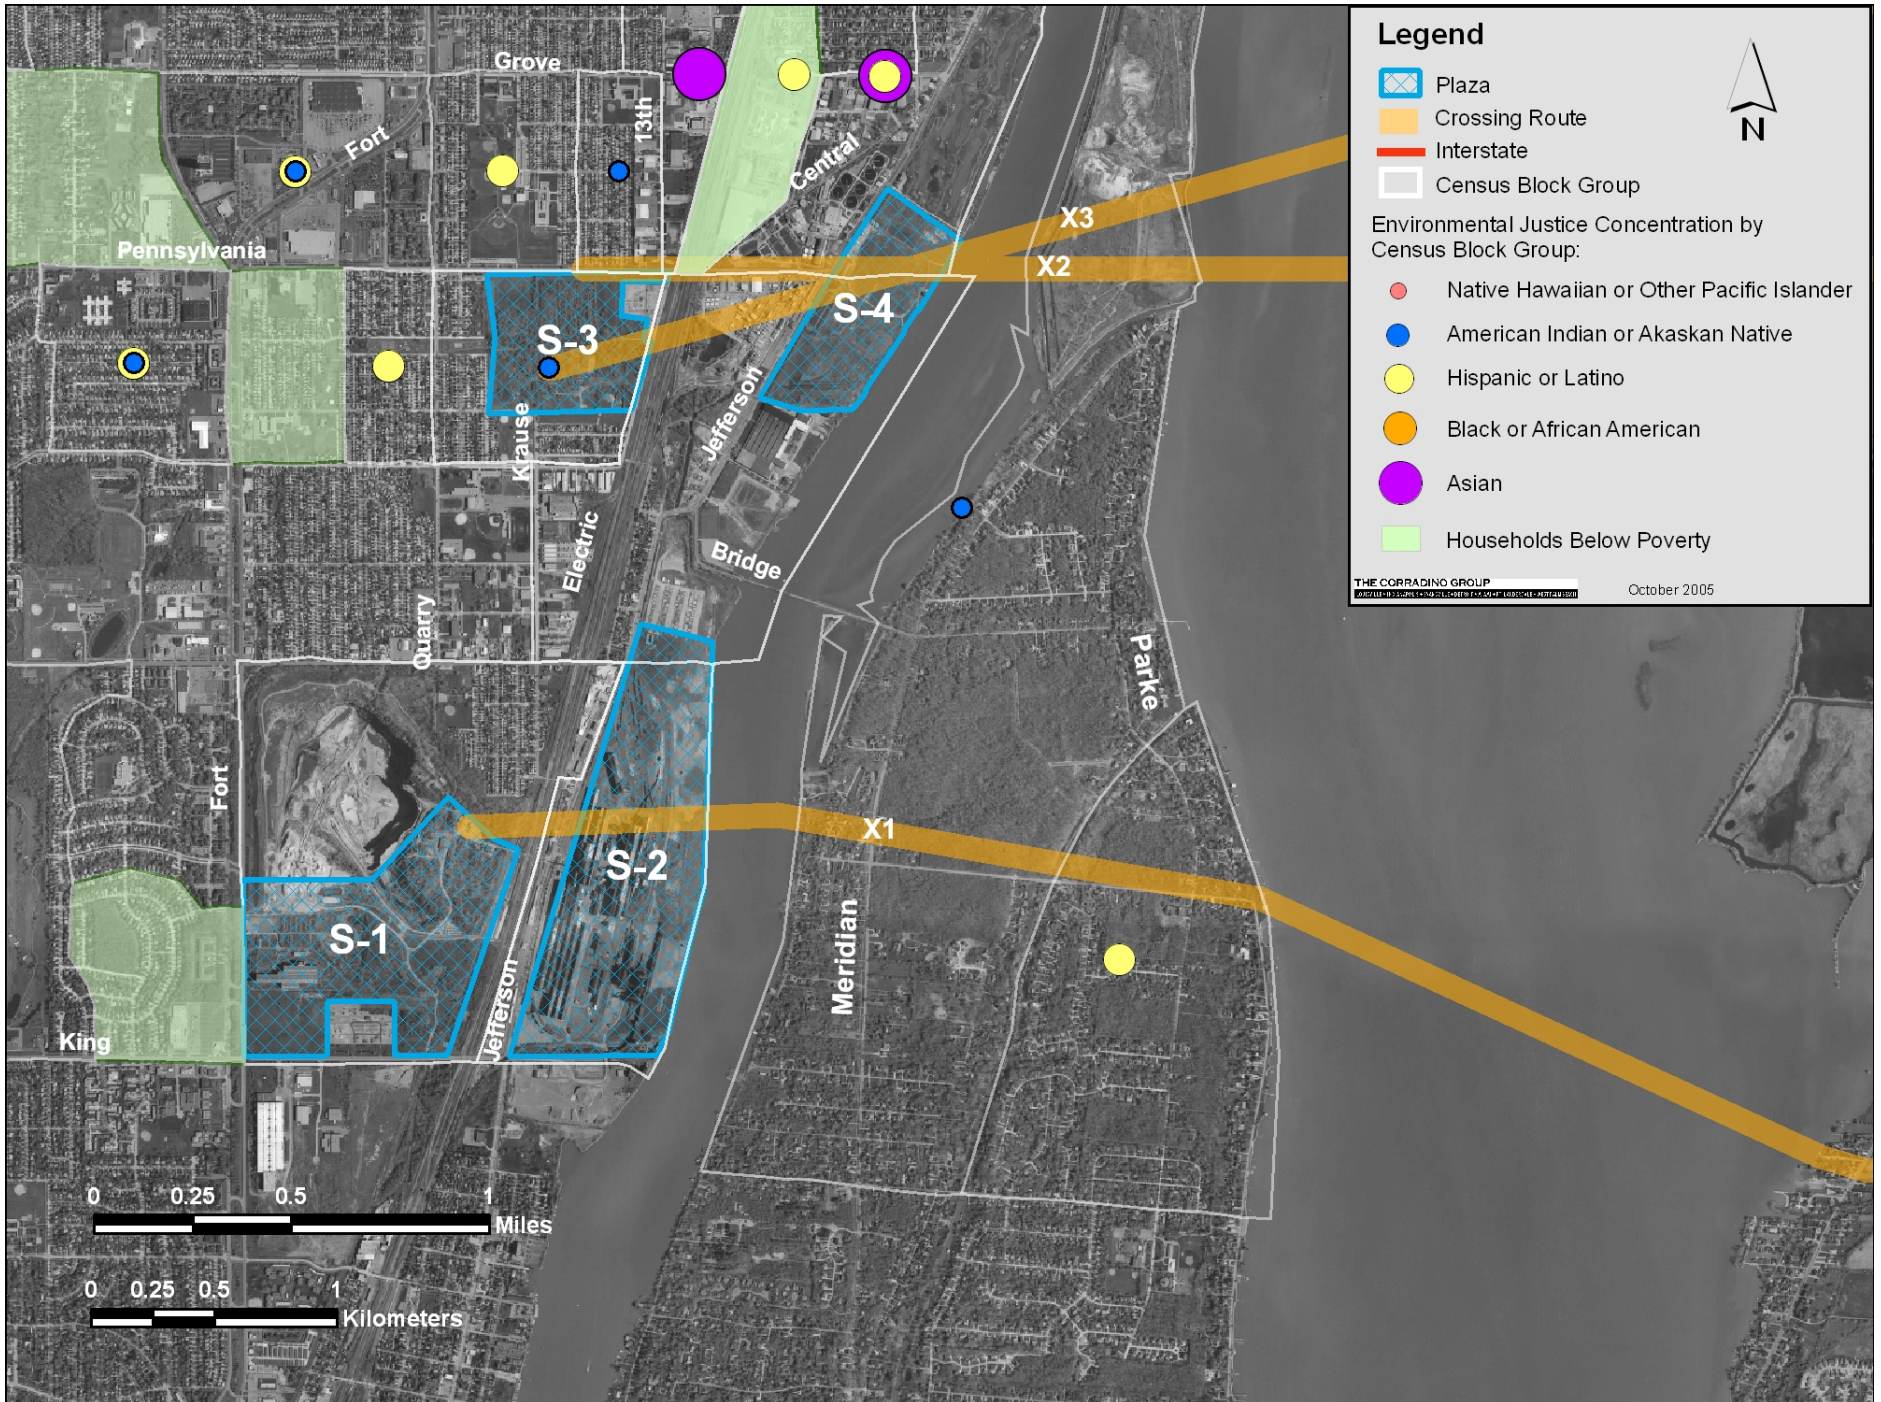 Legend
Plaza
Crossing Route
Interstate
Census Block Group
Environmental Justice Concentration by
Census Block Group:
Native Hawaiian or Other Pacific Islander
American Indian or Akaskan Native
Hispanic or Latino
Black or African American
Asian
Households Below Poverty
THE CORRADINO GROUP
October 2005
N
Grove
13th
Fort
Central
Pennsylvania
X3
X2
S-4
S-3
Jefferson
Krause
Electric
Bridge
Quarry
Parke
Fort
X1
S-2
S-1
Meridian
Jefferson
King
0 0.25 0.5 1
Miles
0 0.25 0.5 1
Kilometers